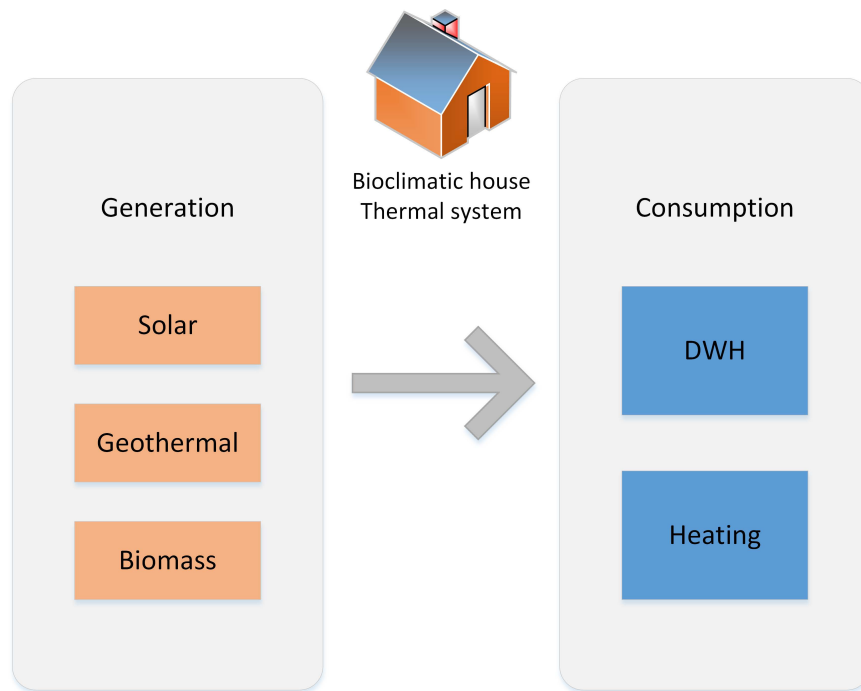 Bioclimatic house
Thermal system
Generation
Solar
Geothermal
Biomass
Consumption
DWH
Heating